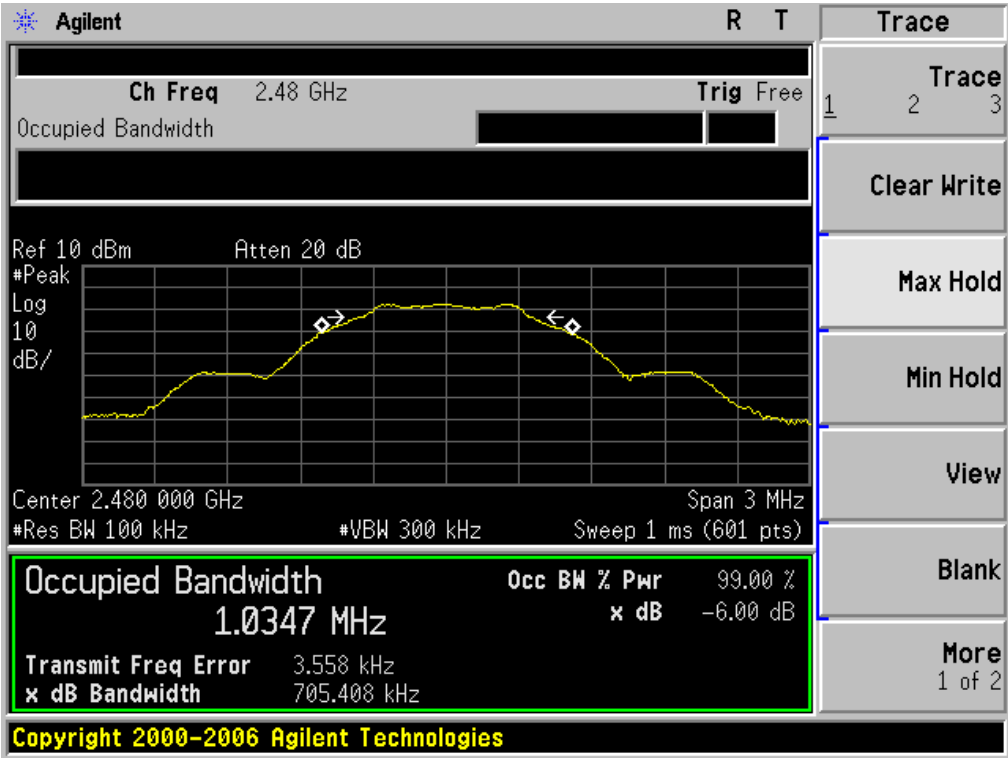 Agilent R T Trace
Ch Freq 2.48 GHz Trig Free
Occupied Bandwidth
Trace
1 2 3
Clear Write
Ref 10 dBm Atten 20 dB
#Peak
Log
10
dB/
Max Hold
Min Hold
View
Center 2.480 000 GHz Span 3 MHz
#Res BW 100 kHz #VBW 300 kHz Sweep 1 ms (601 pts)
Occupied Bandwidth
1.0347 MHz
Occ BW % Pwr 99.00 %
x dB -6.00 dB
Blank
Transmit Freq Error 3.558 kHz
x dB Bandwidth 705.408 kHz
More
1 of 2
Copyright 2000-2006 Agilent Technologies